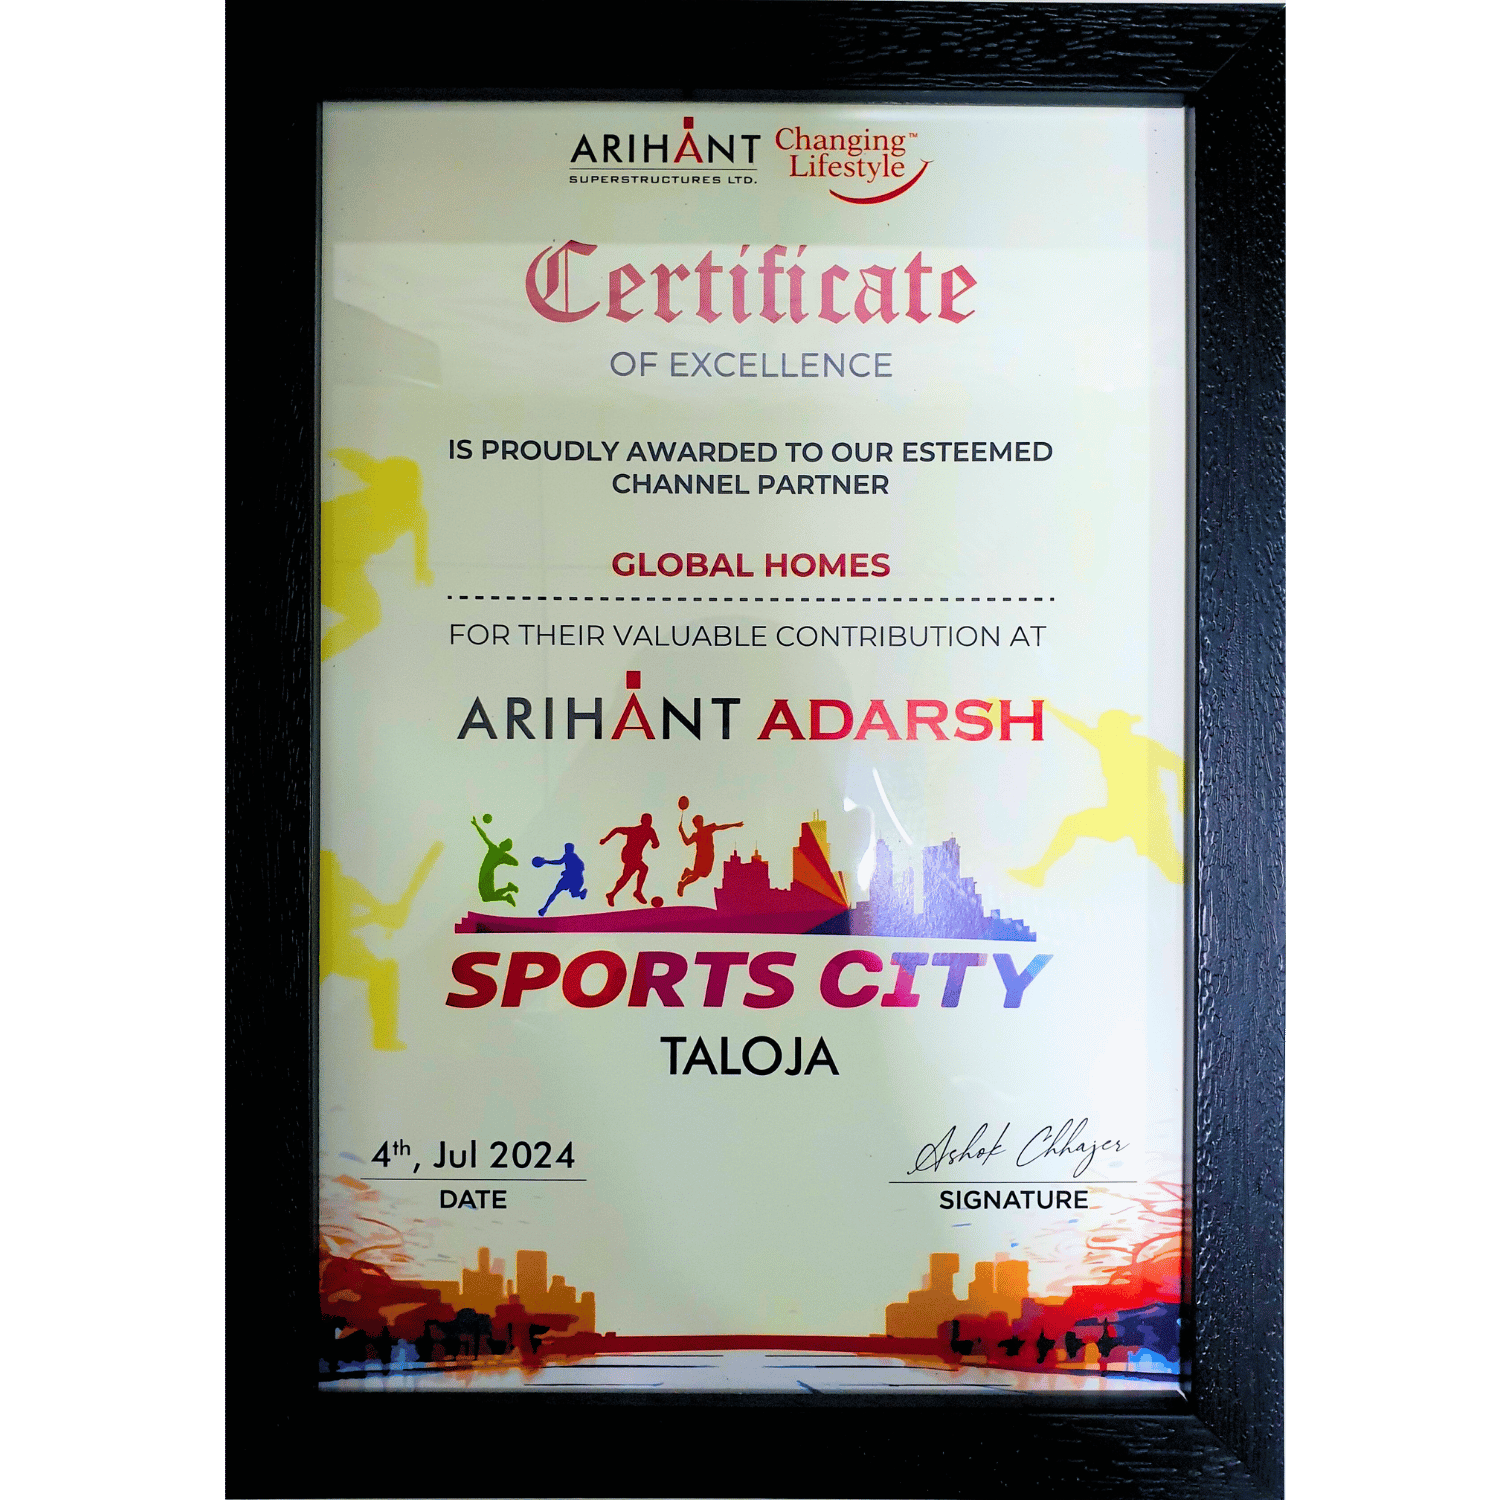 ARIHANT
SUPERSTRUCTURES LTD.
Changing™
Lifestyle
Certificate
OF EXCELLENCE
IS PROUDLY AWARDED TO OUR ESTEEMED
CHANNEL PARTNER
GLOBAL HOMES
FOR THEIR VALUABLE CONTRIBUTION AT
ARIHANT ADARSH
SPORTS CITY
TALOJA
4th, Jul 2024
DATE
Ashok Chhajer
SIGNATURE